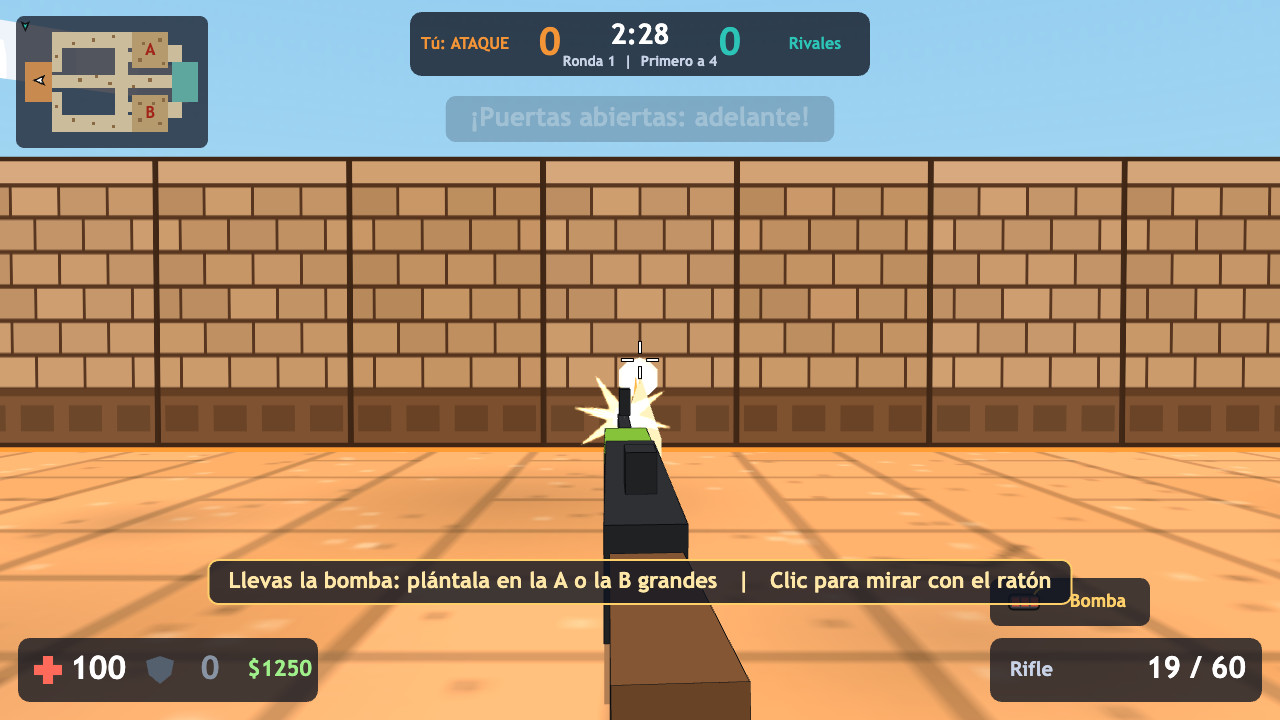 A
B
Tú: ATAQUE
0
2:28
0
Rivales
Ronda 1 | Primero a 4
¡Puertas abiertas: adelante!
Llevas la bomba: plántala en la A o la B grandes | Clic para mirar con el ratón
Bomba
100
0
$1250
Rifle
19 / 60